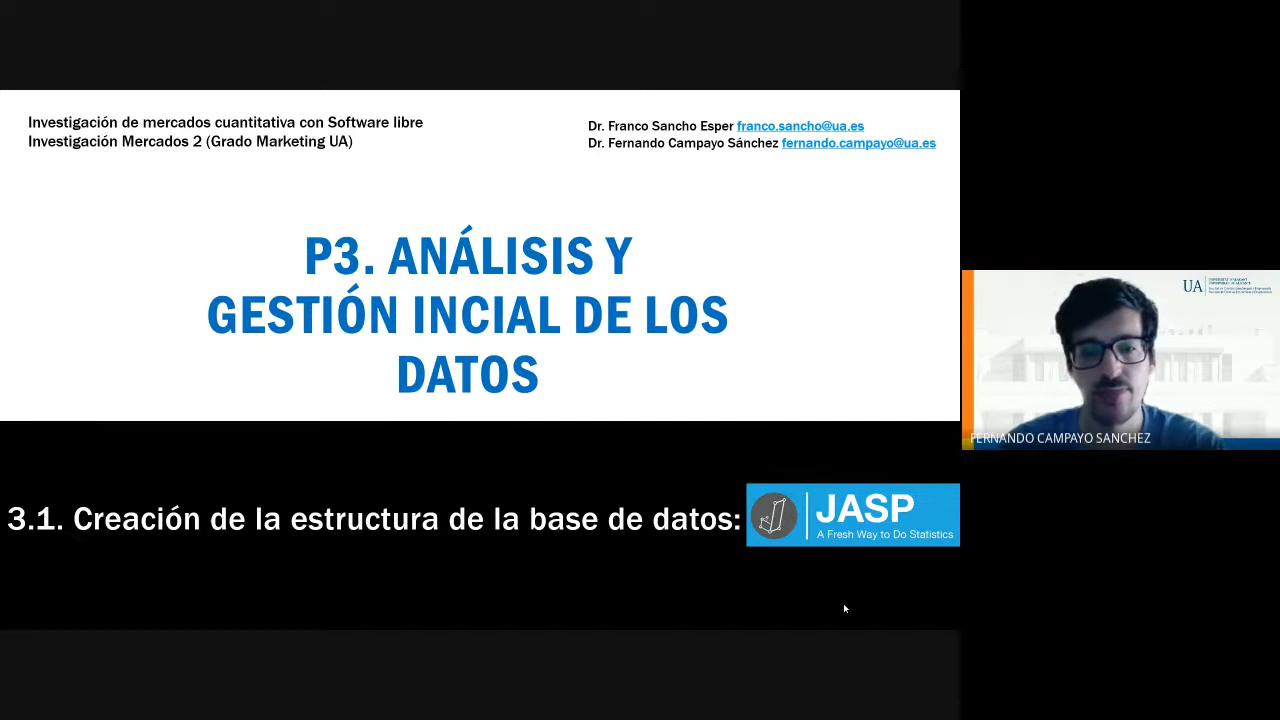 Investigación de mercados cuantitativa con Software libre
Investigación Mercados 2 (Grado Marketing UA)
Dr. Franco Sancho Esper franco.sancho@ua.es
Dr. Fernando Campayo Sánchez fernando.campayo@ua.es
P3. ANÁLISIS Y
GESTIÓN INCIAL DE LOS
DATOS
3.1. Creación de la estructura de la base de datos:
JASP
A Fresh Way to Do Statistics
UA
FERNANDO CAMPAYO SANCHEZ